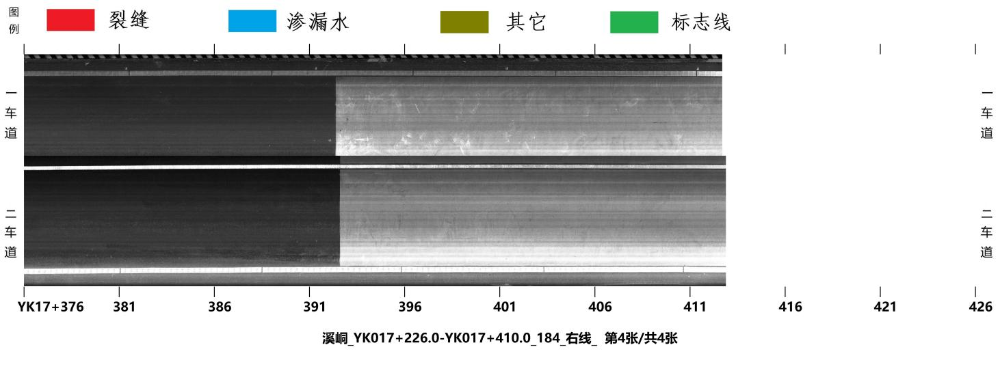 图例
裂缝 渗漏水 其它 标志线
一车道 一车道
二车道 二车道
YK17+376 381 386 391 396 401 406 411 416 421 426
溪峒_YK017+226.0-YK017+410.0_184_右线_ 第4张/共4张